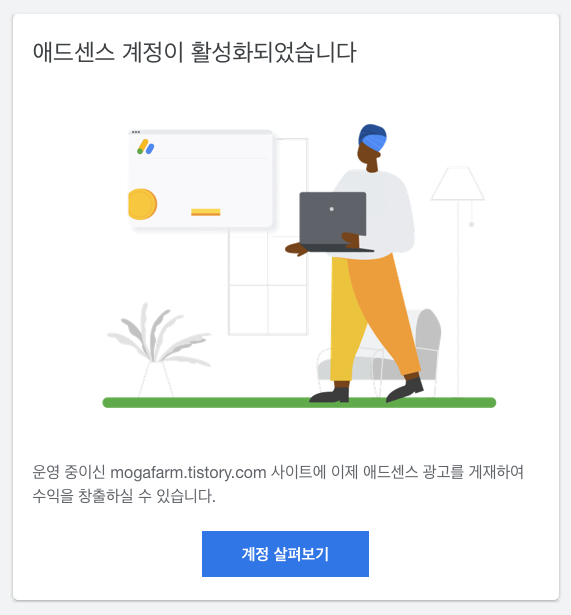 애드센스 계정이 활성화되었습니다
운영 중이신 mogafarm.tistory.com 사이트에 이제 애드센스 광고를 게재하여
수익을 창출하실 수 있습니다.
계정 살펴보기